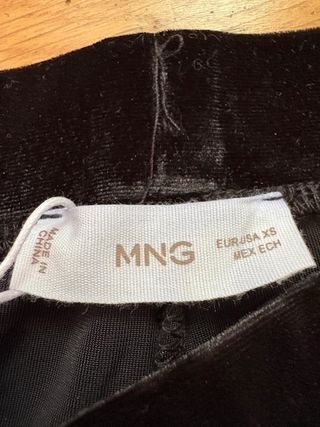 MADE IN
CHINA
MNG
EUR/USA XS
MEX ECH